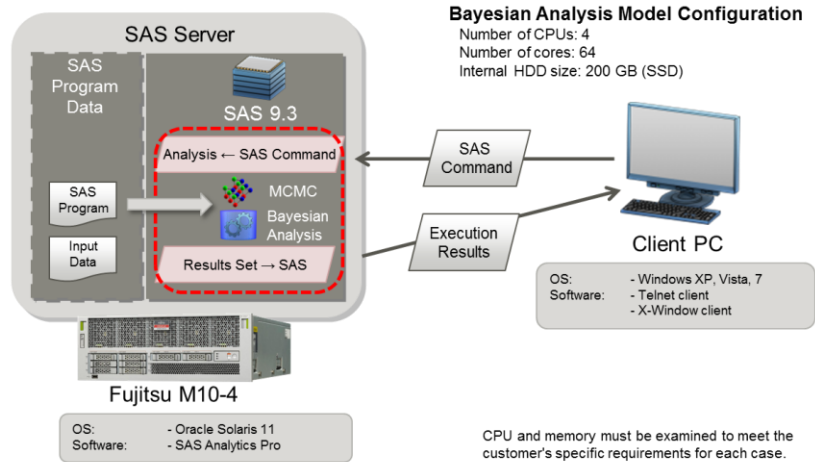 Bayesian Analysis Model Configuration
Number of CPUs: 4
Number of cores: 64
Internal HDD size: 200 GB (SSD)
SAS Server
SAS
Program
Data
SAS 9.3
Analysis ← SAS Command
SAS
Program
MCMC
Bayesian
Analysis
Input
Data
Results Set → SAS
SAS
Command
Execution
Results
Client PC
OS: - Windows XP, Vista, 7
Software: - Telnet client
- X-Window client
Fujitsu M10-4
OS: - Oracle Solaris 11
Software: - SAS Analytics Pro
CPU and memory must be examined to meet the
customer's specific requirements for each case.